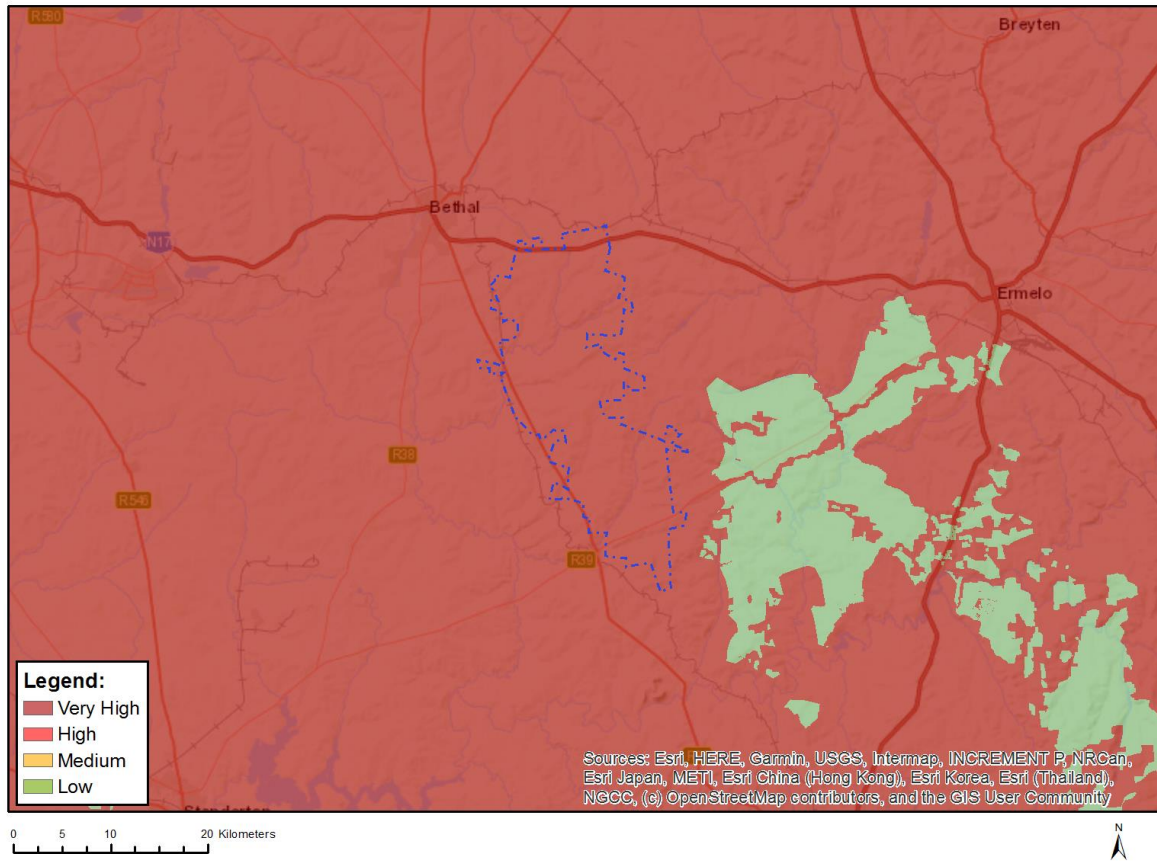 R580
Breyten
Bethal
N17
Ermelo
R38
R546
R39
Legend:
Very High
High
Medium
Low
Standerton
Sources: Esri, HERE, Garmin, USGS, Intermap, INCREMENT P, NRCan,
Esri Japan, METI, Esri China (Hong Kong), Esri Korea, Esri (Thailand),
NGCC, (c) OpenStreetMap contributors, and the GIS User Community
0 5 10 20 Kilometers
N